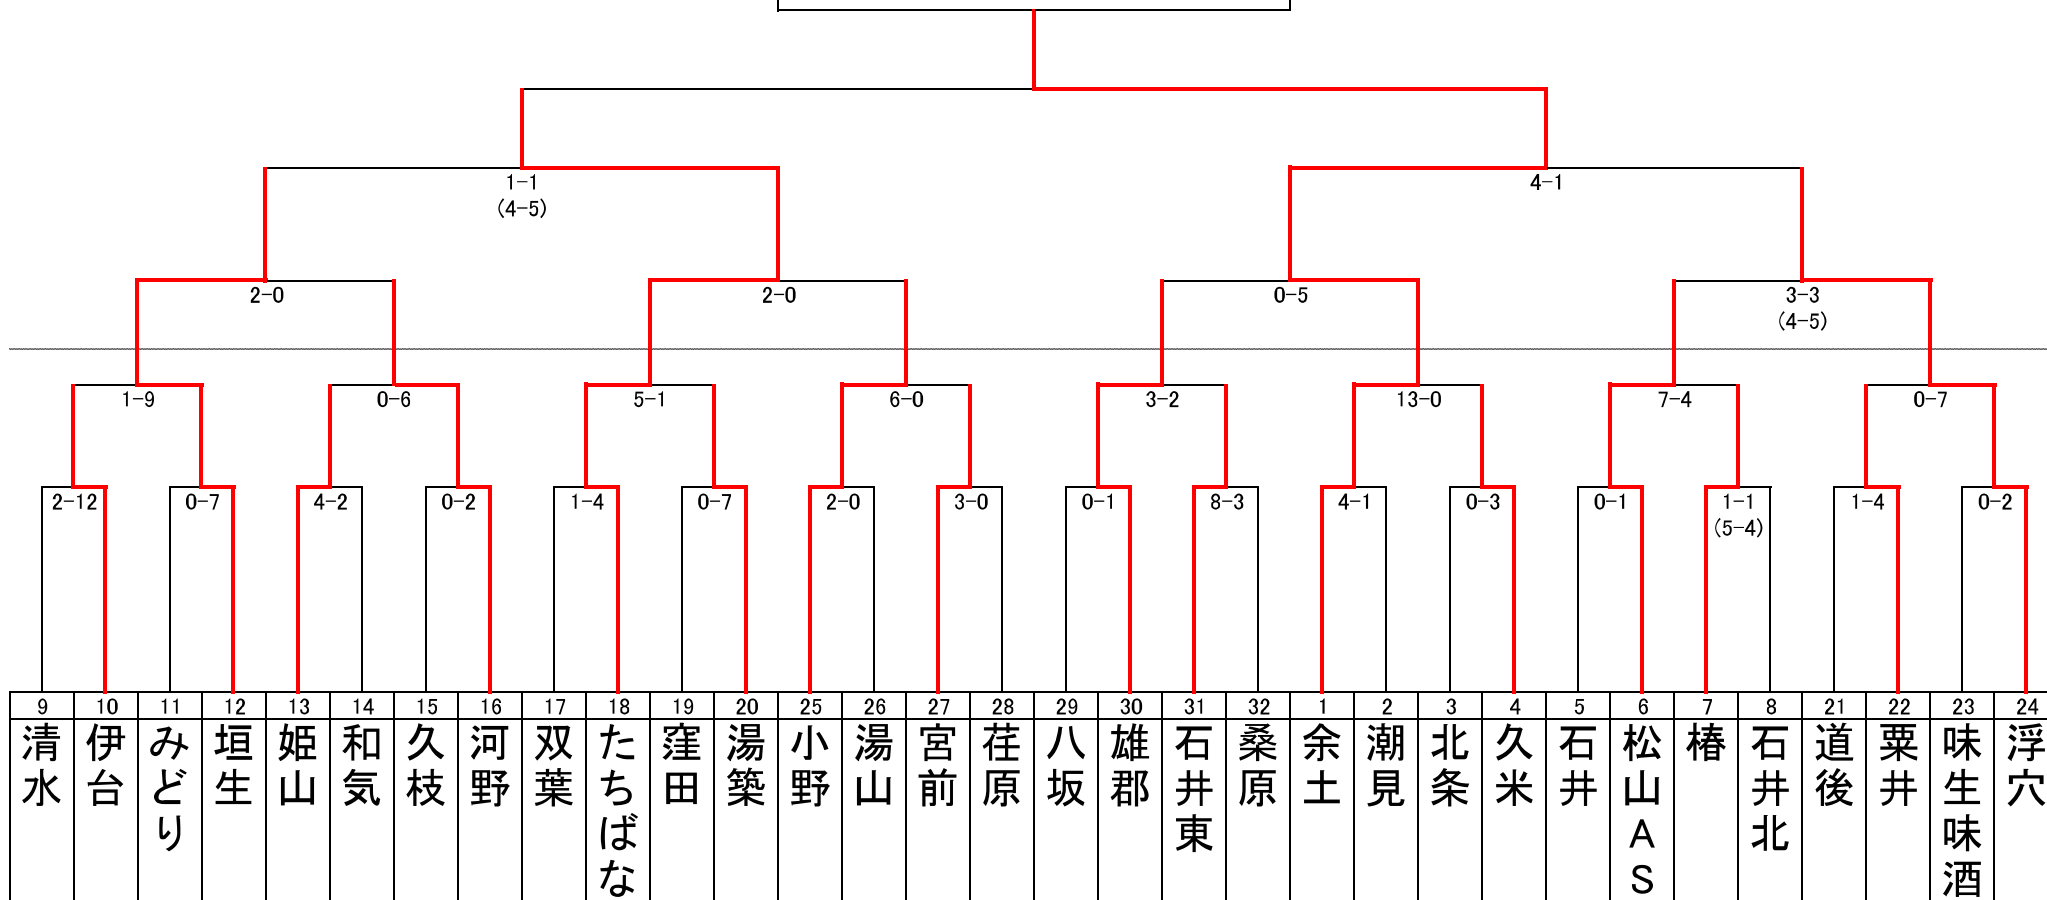 1-1
(4-5)
4-1
2-0
2-0
0-5
3-3
(4-5)
1-9
0-6
5-1
6-0
3-2
13-0
7-4
0-7
2-12
0-7
4-2
0-2
1-4
0-7
2-0
3-0
0-1
8-3
4-1
0-3
0-1
1-1
(5-4)
1-4
0-2
9
10
11
12
13
14
15
16
17
18
19
20
25
26
27
28
29
30
31
32
1
2
3
4
5
6
7
8
21
22
23
24
清水
伊台
みどり
垣生
姫山
和気
久枝
河野
双葉
たちばな
窪田
湯築
小野
湯山
宮前
荏原
八坂
雄郡
石井東
桑原
余土
潮見
北条
久米
石井
松山AS
椿
石井北
道後
粟井
味生味酒
浮穴